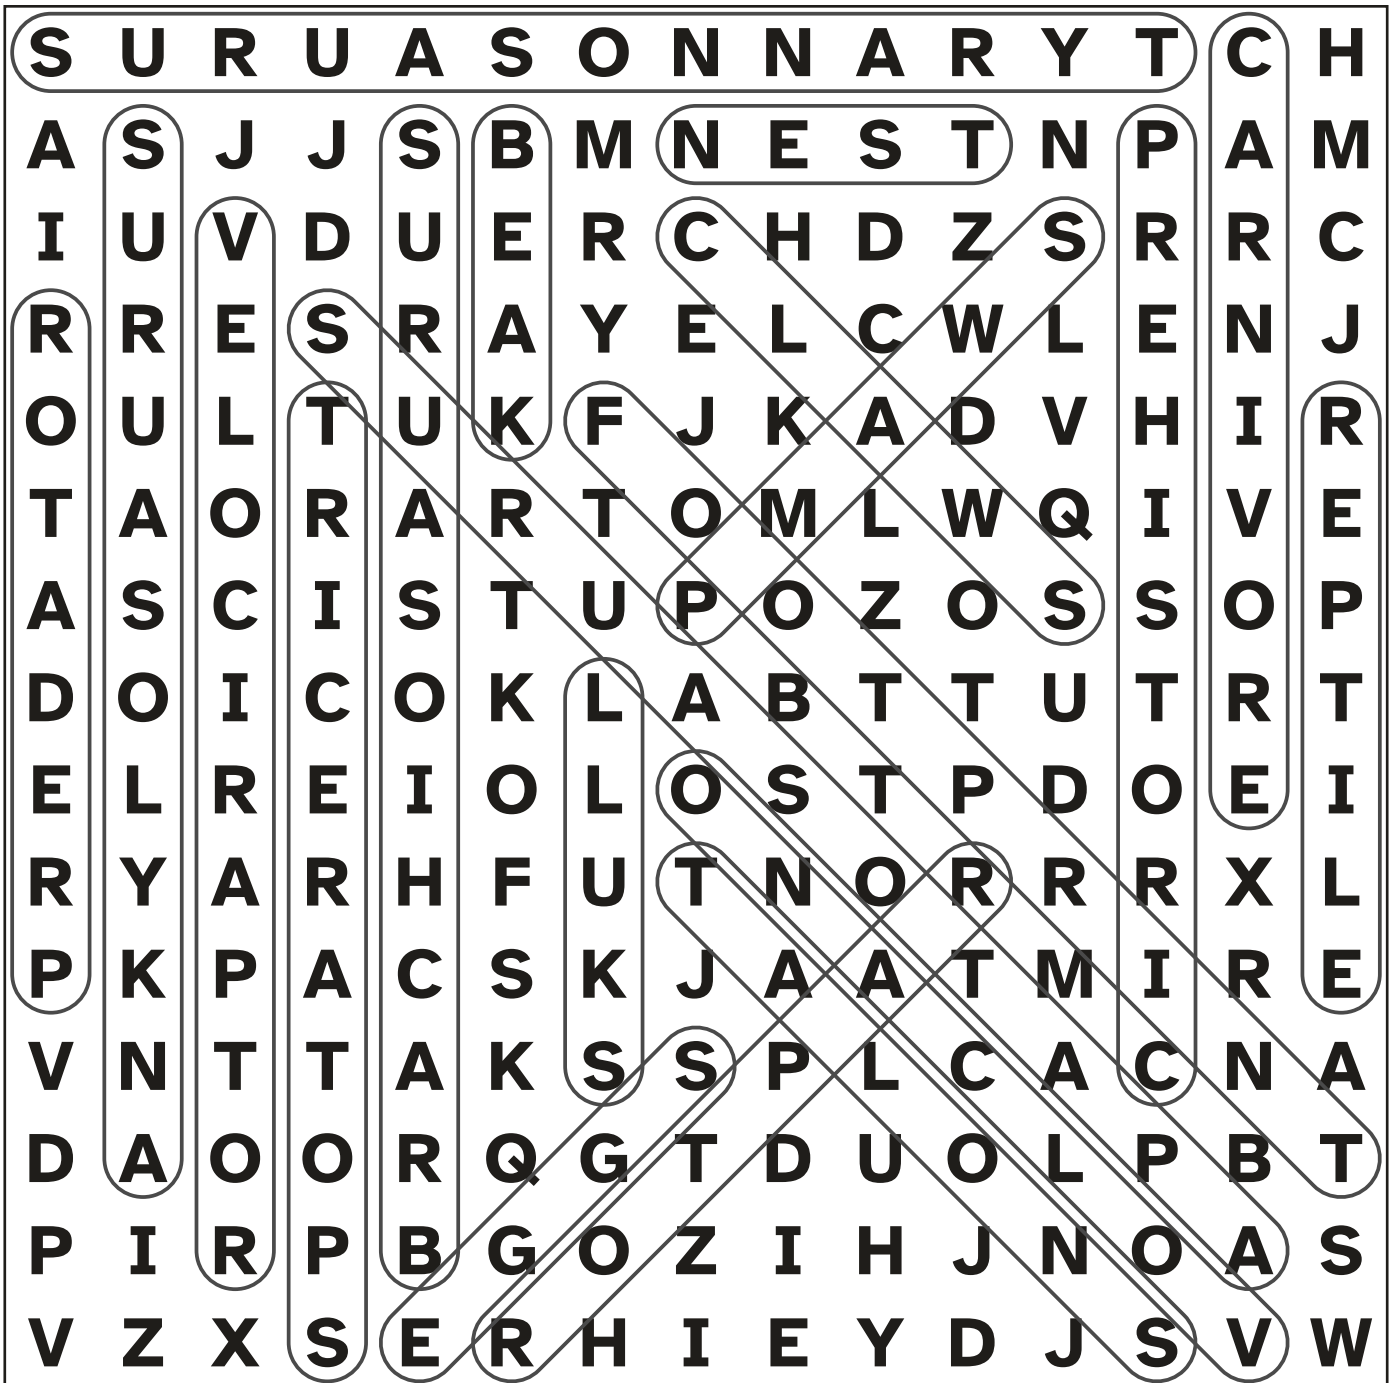 S U R U A S O N N A R Y T C H
A S J J S B M N E S T N P A M
I U V D U E R C H D Z S R R C
R R E S R A Y E L C W L E N J
O U L T U K F J K A D V H I R
T A O R A R T O M L W Q I V E
A S C I S T U P O Z O S S O P
D O I C O K L A B T T U T R T
E L R E I O L O S T P D O E I
R Y A R H F U T N O R R R X L
P K P A C S K J A A T M I R E
V N T T A K S S P L C A C N A
D A O O R Q G T D U O L P B T
P I R P B G O Z I H J N O A S
V Z X S E R H I E Y D J S V W